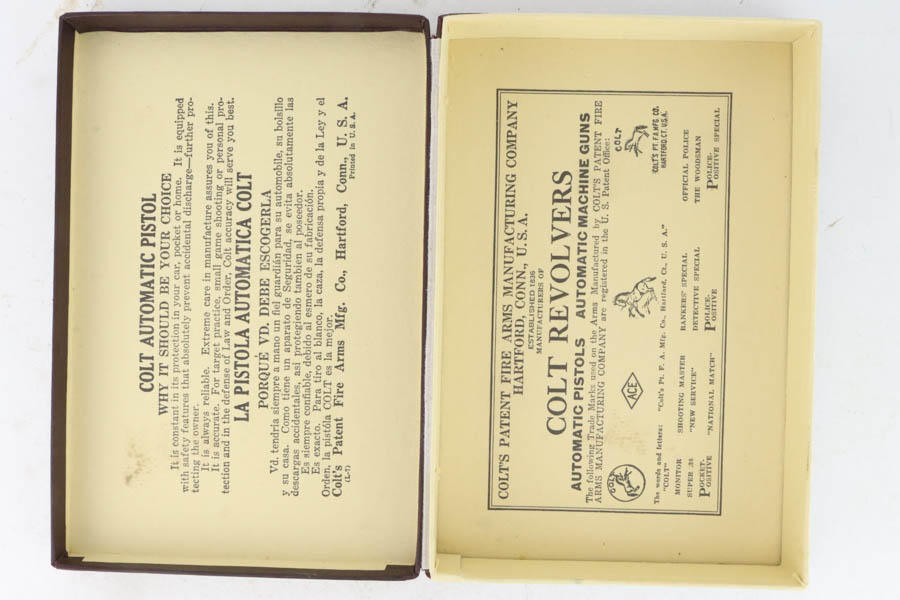 COLT AUTOMATIC PISTOL
WHY IT SHOULD BE YOUR CHOICE
It is constant in its protection in your car, pocket or home. It is equipped
with safety features that absolutely prevent accidental discharge—further pro-
tecting the owner.
It is always reliable. Extreme care in manufacture assures you of this.
It is accurate. For target practice, small game shooting or personal pro-
tection and in the defense of Law and Order, Colt accuracy will serve you best.
LA PISTOLA AUTOMATICA COLT
PORQUÉ VD. DEBE ESCOGERLA
Vd. tendria siempre a mano un fiel guardián para su automobile, su bolsillo
y su casa. Como tiene un aparato de Seguridad, se evita absolutamente las
descargas accidentales, asi protegiendo tambien al poseedor.
Es siempre confiable, debido al esmero de su fabricación.
Es exacto. Para tiro al blanco, la caza, la defensa propia y de la Ley y el
Orden, la pistóla COLT es la mejor.
Colt's Patent Fire Arms Mfg. Co., Hartford, Conn., U. S. A.
(L-7)
Printed in U. S. A.
COLT'S PATENT FIRE ARMS MANUFACTURING COMPANY
HARTFORD, CONN., U. S. A.
ESTABLISHED 1836
MANUFACTURERS OF
COLT REVOLVERS
AUTOMATIC PISTOLS AUTOMATIC MACHINE GUNS
The following Trade Marks used on the Arms Manufactured by COLT'S PATENT FIRE
ARMS MANUFACTURING COMPANY are registered in the U. S. Patent Office:
COLT
ACE
COLT
COLT'S PT. F.A. MFG. CO.
HARTFORD, CT. U.S.A.
The words and letters: "Colt's Pt. F. A. Mfg. Co., Hartford, Ct., U. S. A."
"COLT"
MONITOR SHOOTING MASTER BANKERS' SPECIAL OFFICIAL POLICE
SUPER .38 "NEW SERVICE" DETECTIVE SPECIAL THE WOODSMAN
POCKET-POSITIVE "NATIONAL MATCH" POLICE-POSITIVE POLICE-POSITIVE SPECIAL